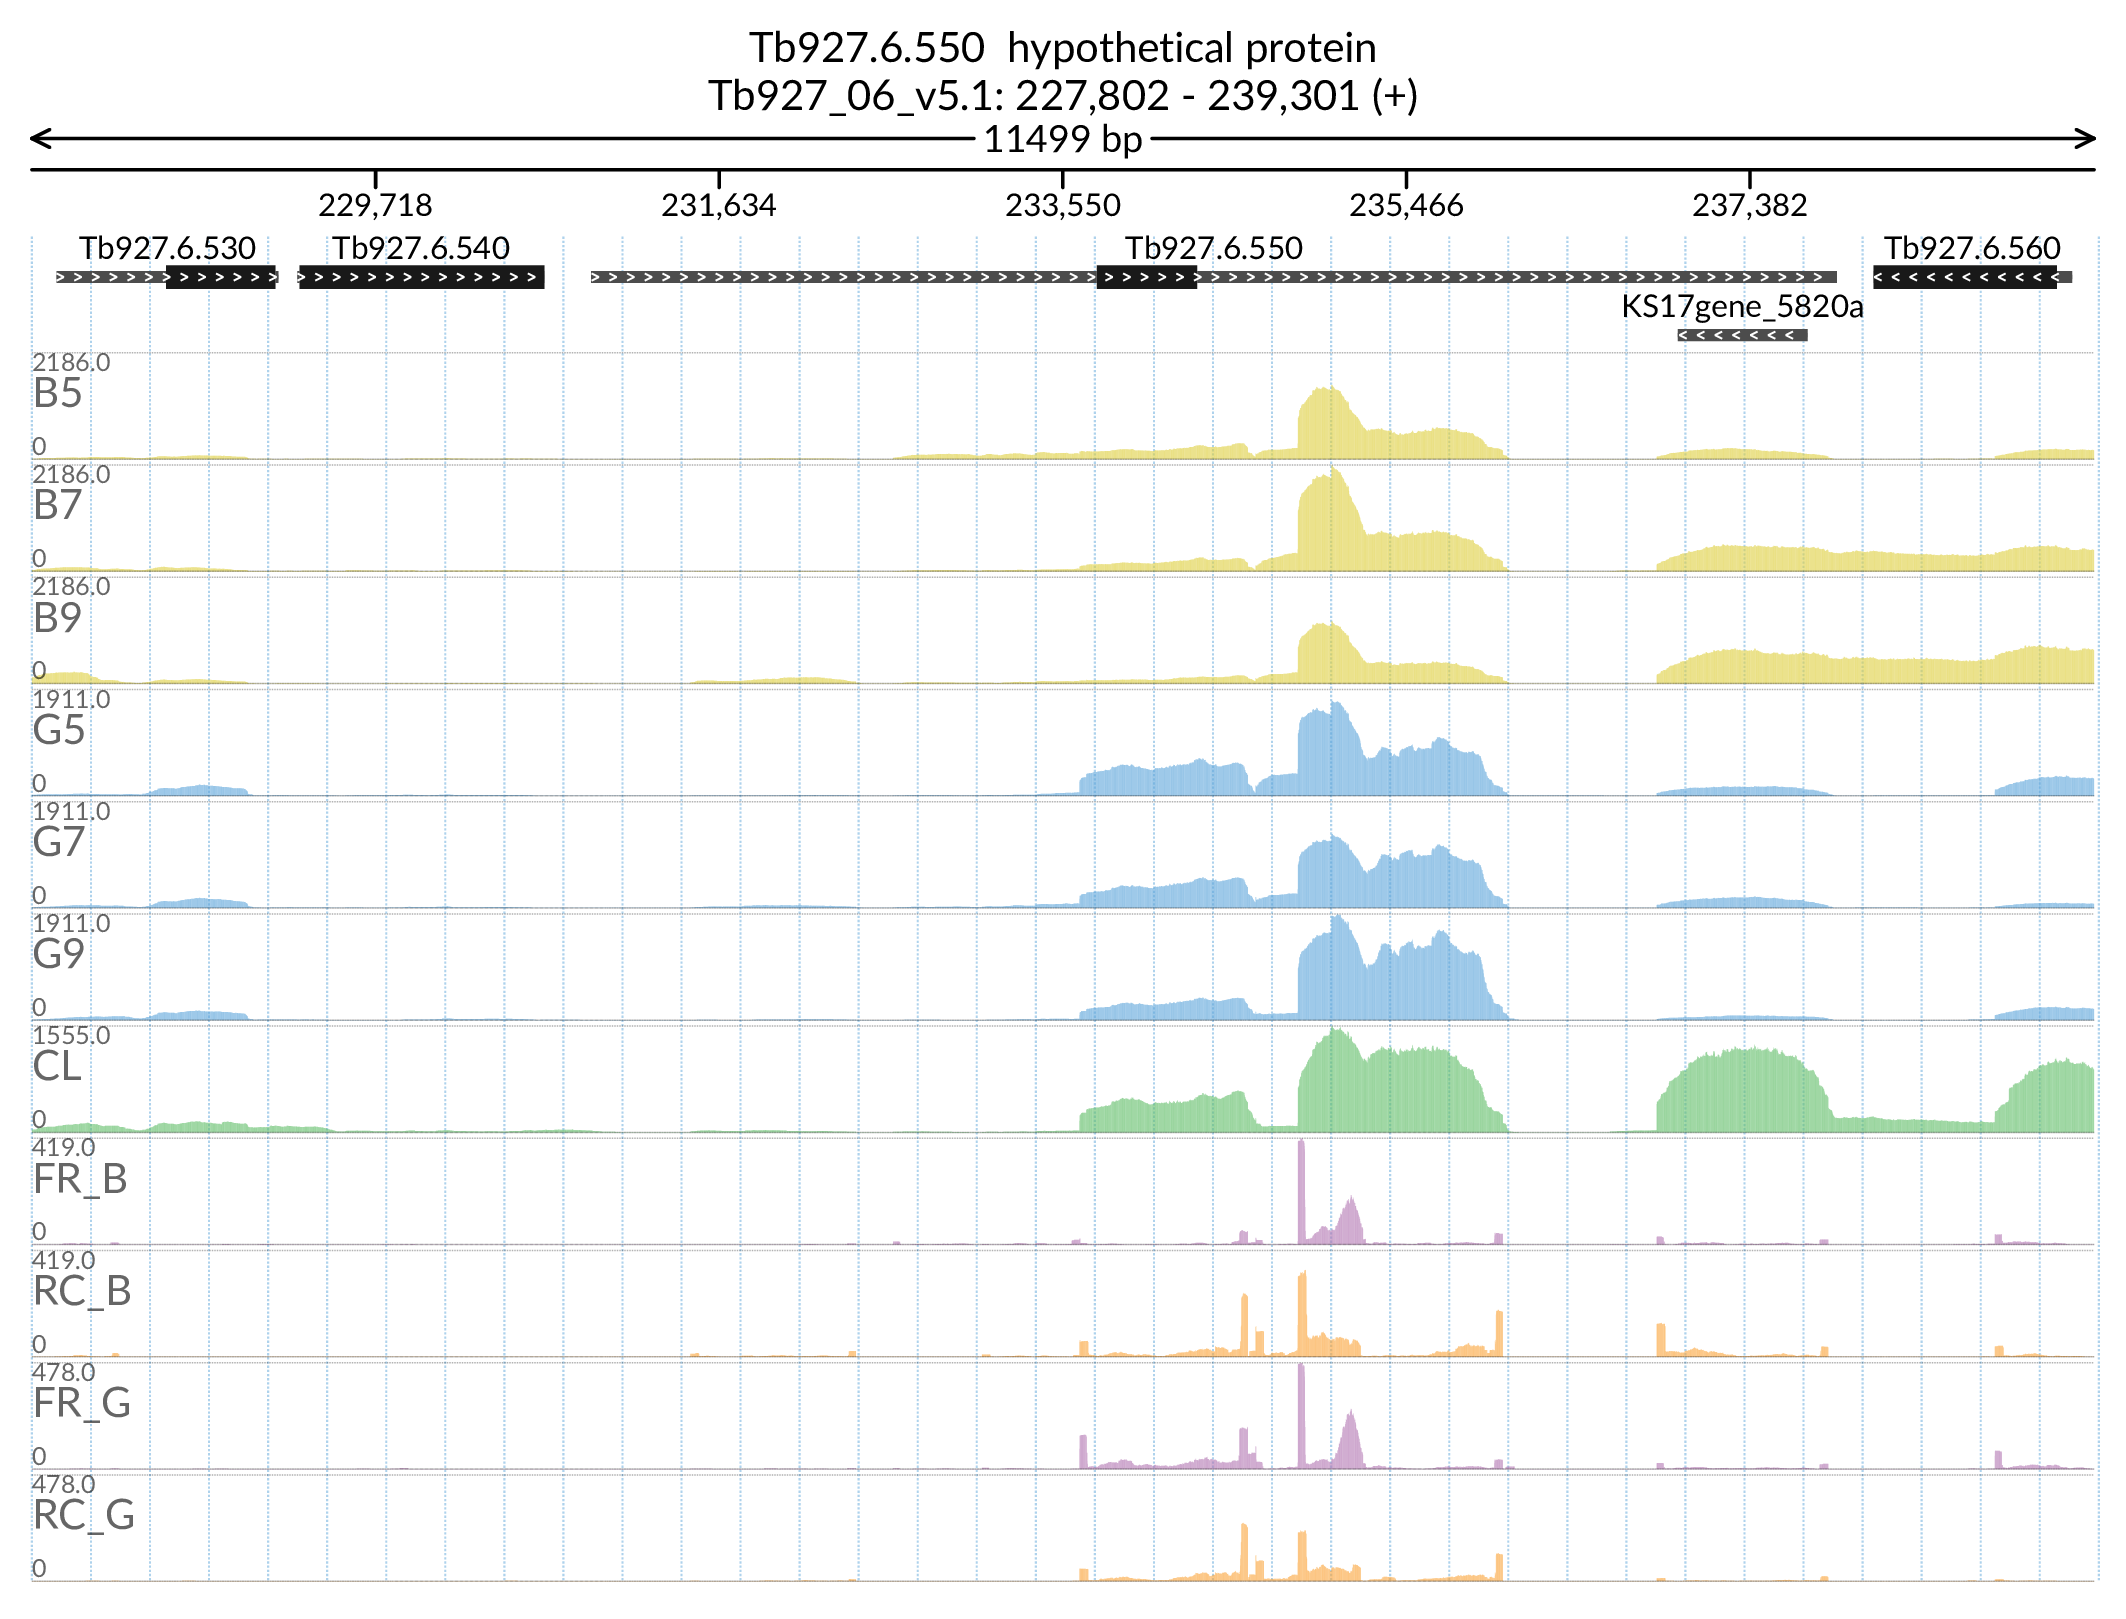 Tb927.6.550 hypothetical protein
Tb927_06_v5.1: 227,802 - 239,301 (+)
11499 bp
229,718 231,634 233,550 235,466 237,382
Tb927.6.530 Tb927.6.540 Tb927.6.550 Tb927.6.560
KS17gene_5820a
2186.0
B5
0
2186.0
B7
0
2186.0
B9
0
1911.0
G5
0
1911.0
G7
0
1911.0
G9
0
1555.0
CL
0
419.0
FR_B
0
419.0
RC_B
0
478.0
FR_G
0
478.0
RC_G
0